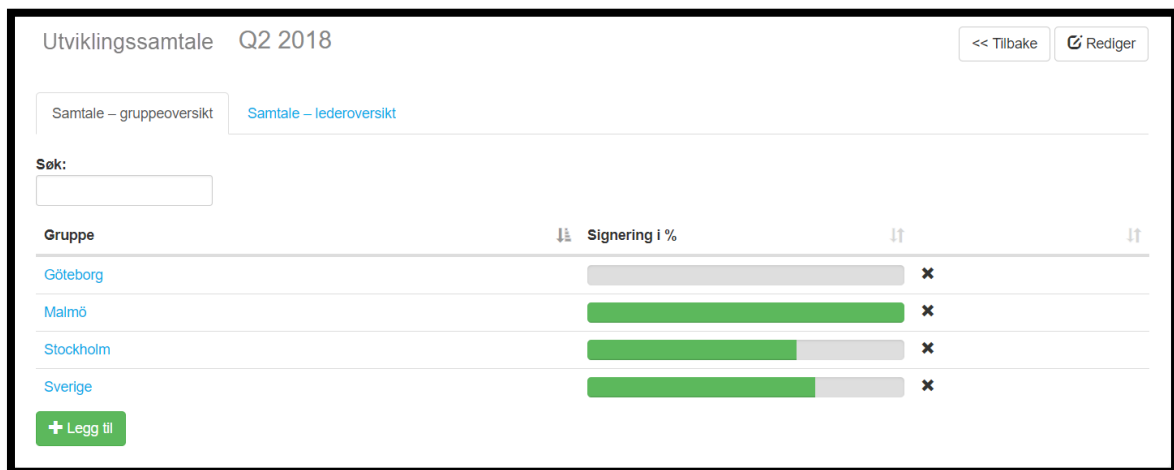 Utviklingssamtale Q2 2018
<< Tilbake
Rediger
Samtale – gruppeoversikt
Samtale – lederoversikt
Søk:
Gruppe
Signering i %
Göteborg
Malmö
Stockholm
Sverige
Legg til